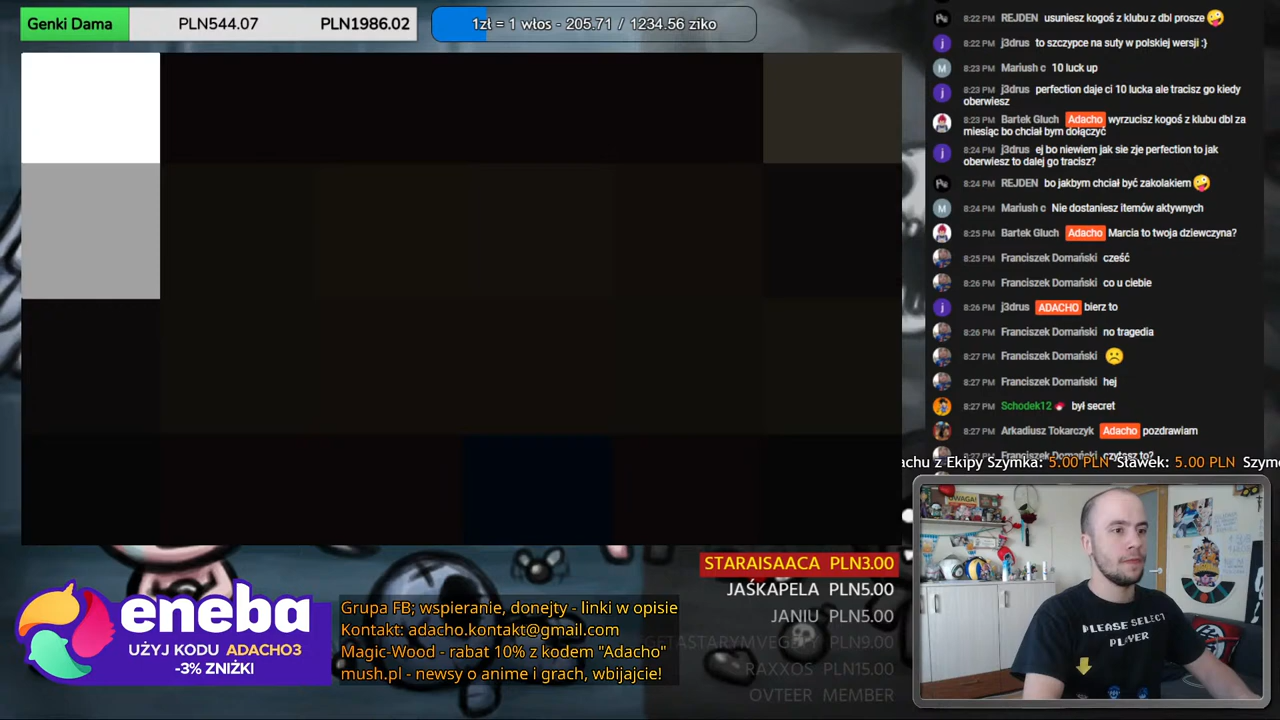 Genki Dama PLN544.07 PLN1986.02
1zł = 1 włos - 205.71 / 1234.56 ziko
8:22 PM REJDEN usuniesz kogoś z klubu z dbl prosze
8:22 PM j3drus to szczypce na suty w polskiej wersji :)
8:23 PM Mariush c 10 luck up
8:23 PM j3drus perfection daje ci 10 lucka ale tracisz go kiedy
oberwiesz
8:23 PM Bartek Gluch Adacho wyrzucisz kogoś z klubu dbl za
miesiąc bo chciał bym dołączyć
8:24 PM j3drus ej bo niewiem jak sie zje perfection to jak
oberwiesz to dalej go tracisz?
8:24 PM REJDEN bo jakbym chciał być zakolakiem
8:24 PM Mariush c Nie dostaniesz itemów aktywnych
8:25 PM Bartek Gluch Adacho Marcia to twoja dziewczyna?
8:25 PM Franciszek Domański cześć
8:26 PM Franciszek Domański co u ciebie
8:26 PM j3drus ADACHO bierz to
8:26 PM Franciszek Domański no tragedia
8:27 PM Franciszek Domański
8:27 PM Franciszek Domański hej
8:27 PM Schodek12 był secret
8:27 PM Arkadiusz Tokarczyk Adacho pozdrawiam
8:27 PM Franciszek Domański czytasz to?
achu z Ekipy Szymka: 5.00 PLN Sławek: 5.00 PLN Szym
UWAGA!
PLEASE SELECT
PLAYER
STARAISAACA PLN3.00
JAŚKAPELA PLN5.00
JANIU PLN5.00
GETASTARYMVEG PLN9.00
RAXXOS PLN15.00
OVTEER MEMBER
eneba
UŻYJ KODU ADACHO3
-3% ZNIŻKI
Grupa FB; wspieranie, donejty - linki w opisie
Kontakt: adacho.kontakt@gmail.com
Magic-Wood - rabat 10% z kodem "Adacho"
mush.pl - newsy o anime i grach, wbijajcie!